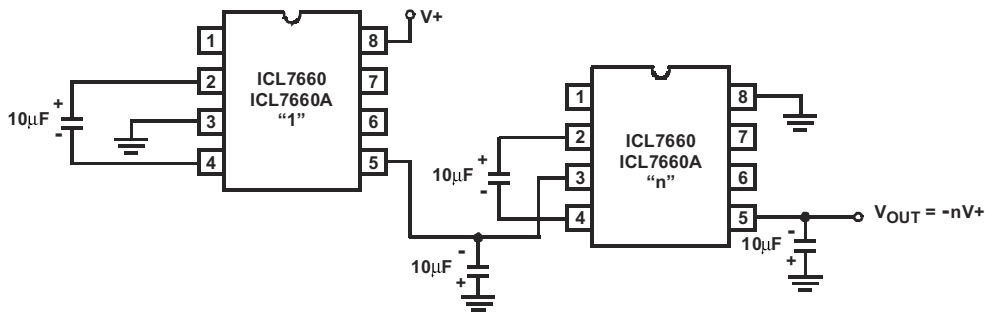 V+
1
8
2
ICL7660
ICL7660A
“1”
7
+
10µF
-
3
6
4
5
1
8
2
ICL7660
ICL7660A
“n”
7
+
10µF
-
3
6
4
5
VOUT = -nV+
-
10µF
+
-
10µF
+